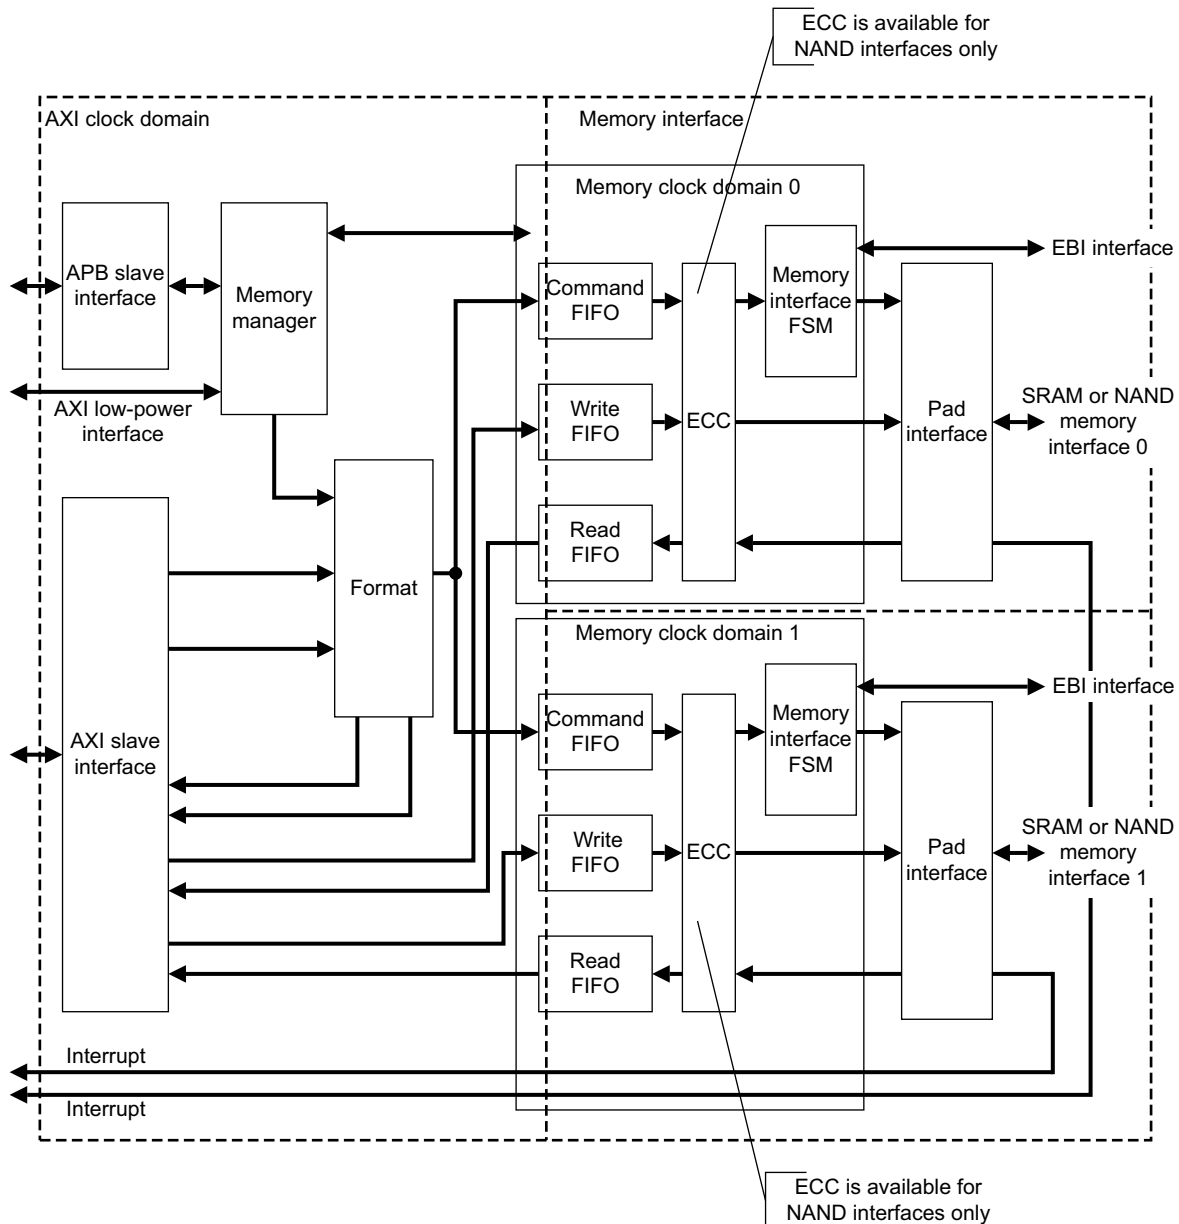 ECC is available for
NAND interfaces only
AXI clock domain
Memory interface
Memory clock domain 0
APB slave
interface
Memory
manager
Command
FIFO
Memory
interface
FSM
EBI interface
AXI low-power
interface
Write
FIFO
ECC
Pad
interface
SRAM or NAND
memory
interface 0
Read
FIFO
Format
Memory clock domain 1
AXI slave
interface
Command
FIFO
Memory
interface
FSM
EBI interface
Write
FIFO
ECC
Pad
interface
SRAM or NAND
memory
interface 1
Read
FIFO
Interrupt
Interrupt
ECC is available for
NAND interfaces only